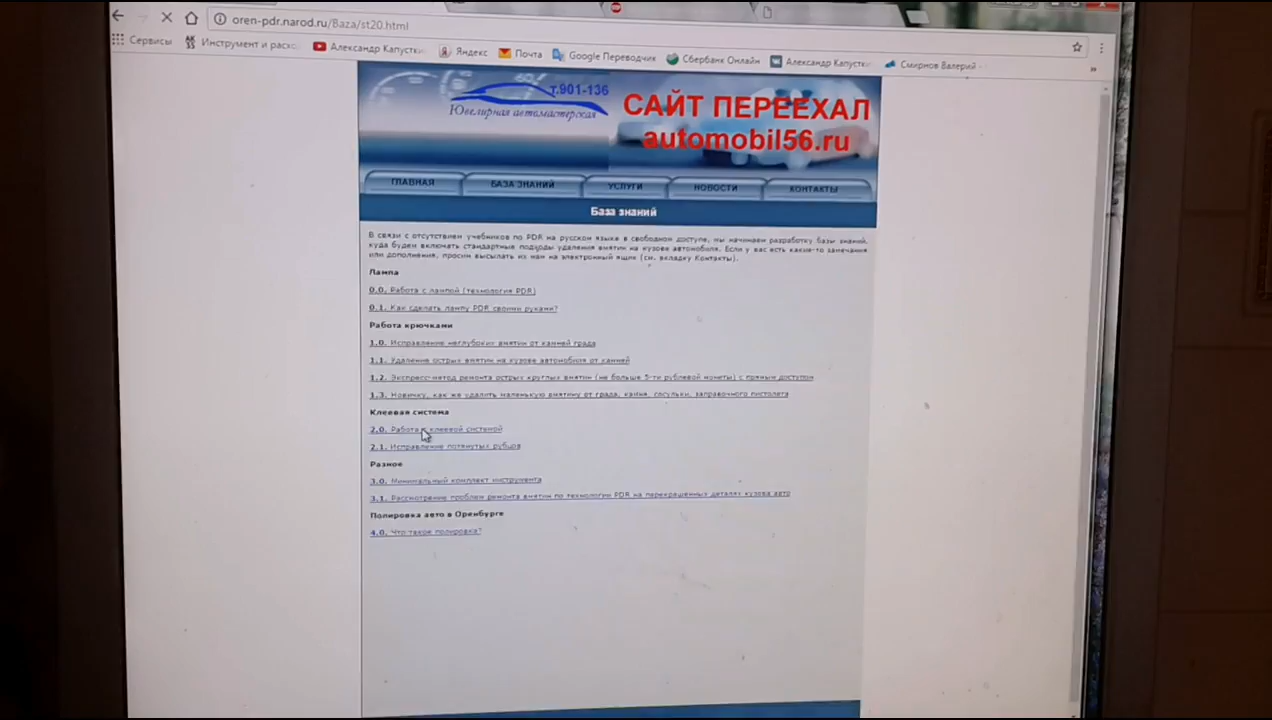 oren-pdr.narod.ru/Baza/st20.html
Сервисы Инструмент и раскс Александр Капустки Яндекс Почта Google Переводчик Сбербанк Онлайн Александр Капустки Смирнов Валерий
т.901-136
Ювелирная автомастерская
САЙТ ПЕРЕЕХАЛ
automobil56.ru
ГЛАВНАЯ БАЗА ЗНАНИЙ УСЛУГИ НОВОСТИ КОНТАКТЫ
База знаний
В связи с отсутствием учебников по PDR на русском языке в свободном доступе, мы начинаем разработку базы знаний,
куда будем включать стандартные подходы удаления вмятин на кузове автомобиля. Если у вас есть какие-то замечания
или дополнения, просим высылать их нам на электронный ящик (см. вкладку Контакты).
Лампа
0.0. Работа с лампой (технология PDR)
0.1. Как сделать лампу PDR своими руками?
Работа крючками
1.0. Исправление неглубоких вмятин от камней града
1.1. Удаление острых вмятин на кузове автомобиля от камней
1.2. Экспресс-метод ремонта острых круглых вмятин (не больше 5-ти рублевой монеты) с прямым доступом
1.3. Новичку, как же удалить маленькую вмятину от града, камня, сосульки, заправочного пистолета
Клеевая система
2.0. Работа с клеевой системой
2.1. Исправление потянутых рубцов
Разное
3.0. Минимальный комплект инструмента
3.1. Рассмотрение проблем ремонта вмятин по технологии PDR на перекрашенных деталях кузова авто
Полировка авто в Оренбурге
4.0. Что такое полировка?